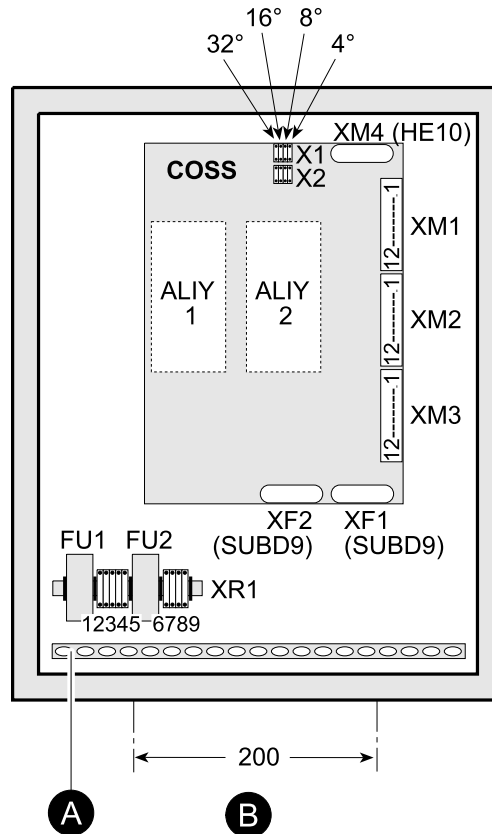 16° 8°
32° 4°
XM4 (HE10)
COSS X1
X2
1
12
XM1
ALIY
1
ALIY
2
1
12
XM2
1
12
XM3
XF2
(SUBD9)
XF1
(SUBD9)
FU1 FU2
XR1
12345 6789
200
A B